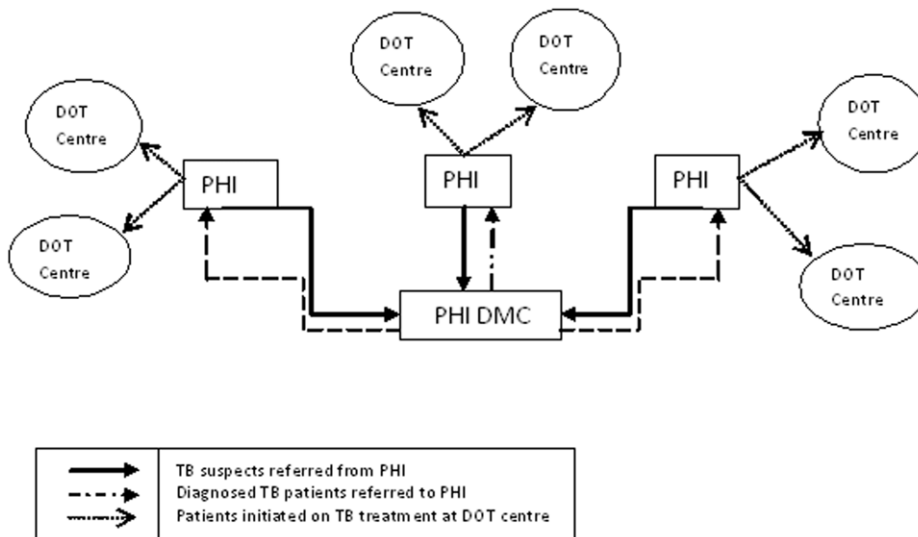 DOT
Centre
DOT
Centre
DOT
Centre
DOT
Centre
DOT
Centre
DOT
Centre
PHI
PHI
PHI
PHI DMC
TB suspects referred from PHI
Diagnosed TB patients referred to PHI
Patients initiated on TB treatment at DOT centre